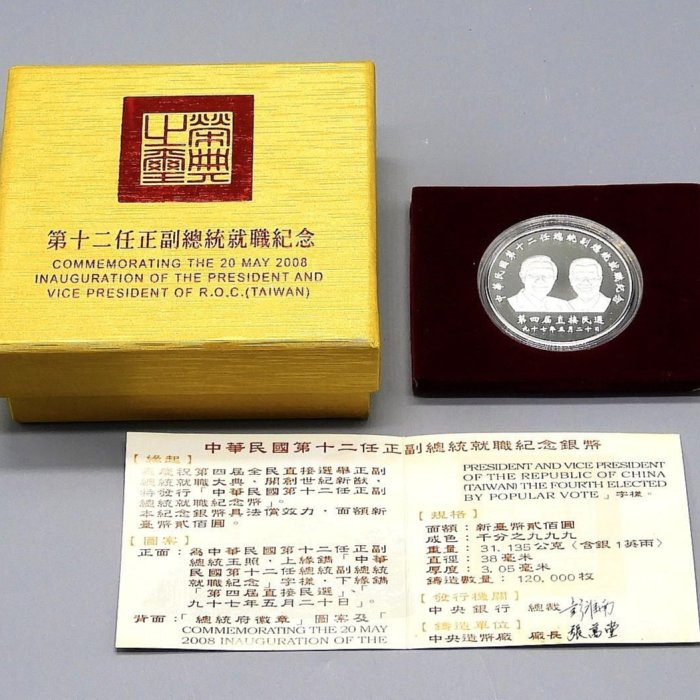 榮典之璽
第十二任正副總統就職紀念
COMMEMORATING THE 20 MAY 2008
INAUGURATION OF THE PRESIDENT AND
VICE PRESIDENT OF R.O.C.(TAIWAN)
中華民國第十二任總統副總統就職紀念
第四屆直接民選
九十七年五月二十日
中華民國第十二任正副總統就職紀念銀幣
【緣起】
為慶祝第四屆全民直接選舉正副
總統就職大典，開創世紀新猷，
特發行「中華民國第十二任正副
總統就職紀念幣」。
本紀念銀幣具法償效力，面額新
臺幣貳佰圓。
【圖案】
正面：為中華民國第十二任正副
總統玉照，上緣鐫「中華
民國第十二任總統副總統
就職紀念」字樣，下緣鐫
「第四屆直接民選」、「
九十七年五月二十日」。
背面：「總統府徽章」圖案及「
COMMEMORATING THE 20 MAY
2008 INAUGURATION OF THE
PRESIDENT AND VICE PRESIDENT
OF THE REPUBLIC OF CHINA
(TAIWAN) THE FOURTH ELECTED
BY POPULAR VOTE」字樣。
【規格】
面額：新臺幣貳佰圓
成色：千分之九九九
重量：31.135公克（含銀1英兩）
直徑：38毫米
厚度：3.05毫米
鑄造數量：120,000枚
【發行機關】
中央銀行 總裁 彭淮南
【鑄造單位】
中央造幣廠 廠長 張萬堂